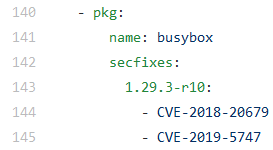 140 - pkg:
141 name: busybox
142 secfixes:
143 1.29.3-r10:
144 - CVE-2018-20679
145 - CVE-2019-5747